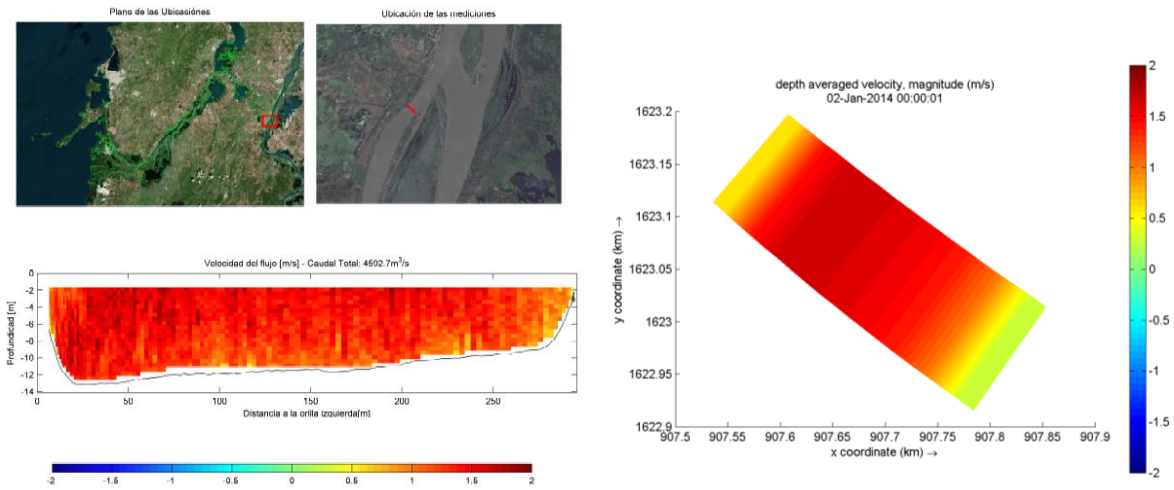 Plano de las Ubicaciónes
Ubicación de las mediciones
Velocidad del flujo [m/s] - Caudal Total: 4592.7m³/s
0
-2
-4
-6
-8
-10
-12
-14
Profundicad [m]
0 50 100 150 200 250
Distancia a la orilla izquierda[m]
-2 -1.5 -1 -0.5 0 0.5 1 1.5 2
depth averaged velocity, magnitude (m/s)
02-Jan-2014 00:00:01
1623.2
1623.15
1623.1
1623.05
1623
1622.95
1622.9
y coordinate (km) →
907.5 907.55 907.6 907.65 907.7 907.75 907.8 907.85 907.9
x coordinate (km) →
2
1.5
1
0.5
0
-0.5
-1
-1.5
-2